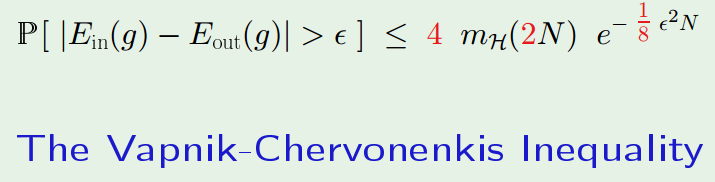 ℙ[ |E_in(g) − E_out(g)| > ϵ ] ≤ 4 m_ℋ(2N) e^{− 1/8 ϵ²N}
The Vapnik-Chervonenkis Inequality